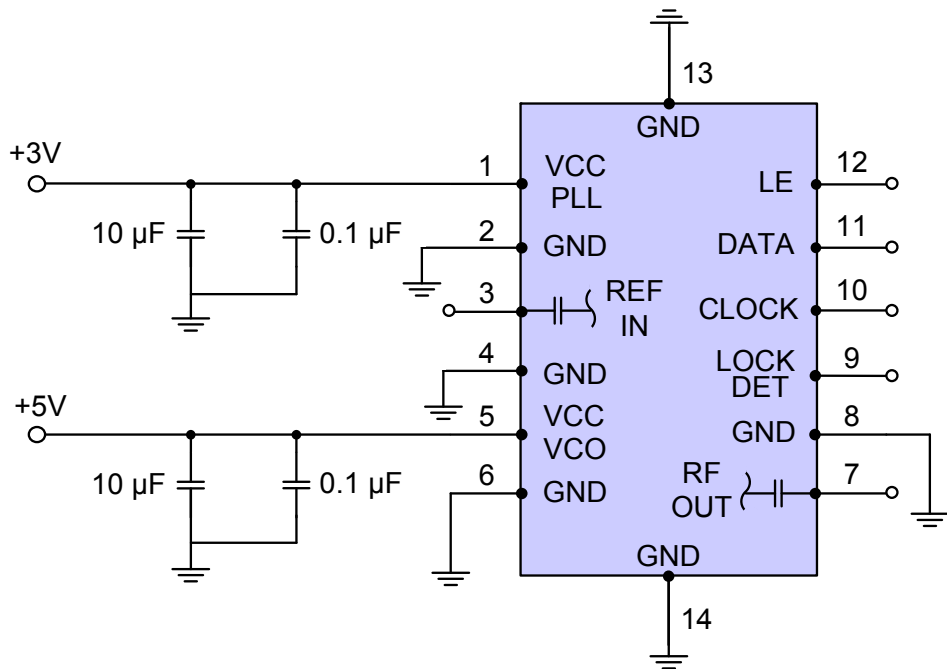 13
GND
+3V
1
VCC
PLL
12
LE
10 µF
0.1 µF
2
GND
11
DATA
3
REF
IN
10
CLOCK
4
GND
9
LOCK
DET
+5V
5
VCC
VCO
8
GND
10 µF
0.1 µF
6
GND
7
RF
OUT
GND
14